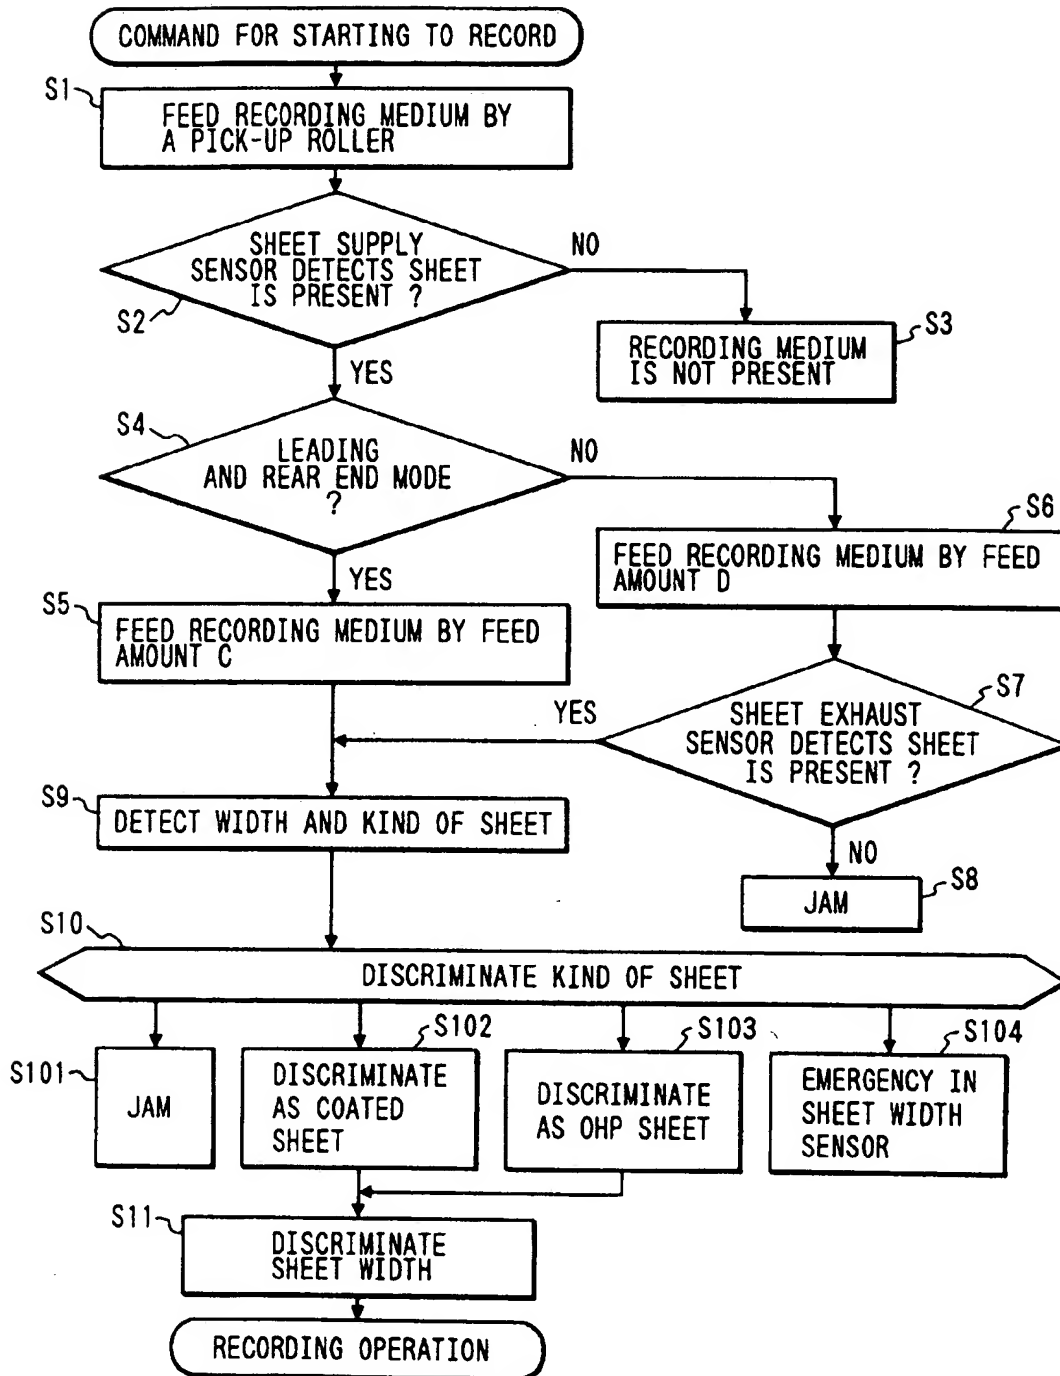 COMMAND FOR STARTING TO RECORD
S1
FEED RECORDING MEDIUM BY
A PICK-UP ROLLER
SHEET SUPPLY
SENSOR DETECTS SHEET
IS PRESENT ?
S2
NO
S3
RECORDING MEDIUM
IS NOT PRESENT
YES
S4
LEADING
AND REAR END MODE
?
NO
S6
FEED RECORDING MEDIUM BY FEED
AMOUNT D
YES
S5
FEED RECORDING MEDIUM BY FEED
AMOUNT C
S7
SHEET EXHAUST
SENSOR DETECTS SHEET
IS PRESENT ?
YES
NO
S8
JAM
S9
DETECT WIDTH AND KIND OF SHEET
S10
DISCRIMINATE KIND OF SHEET
S101
JAM
S102
DISCRIMINATE
AS COATED
SHEET
S103
DISCRIMINATE
AS OHP SHEET
S104
EMERGENCY IN
SHEET WIDTH
SENSOR
S11
DISCRIMINATE
SHEET WIDTH
RECORDING OPERATION